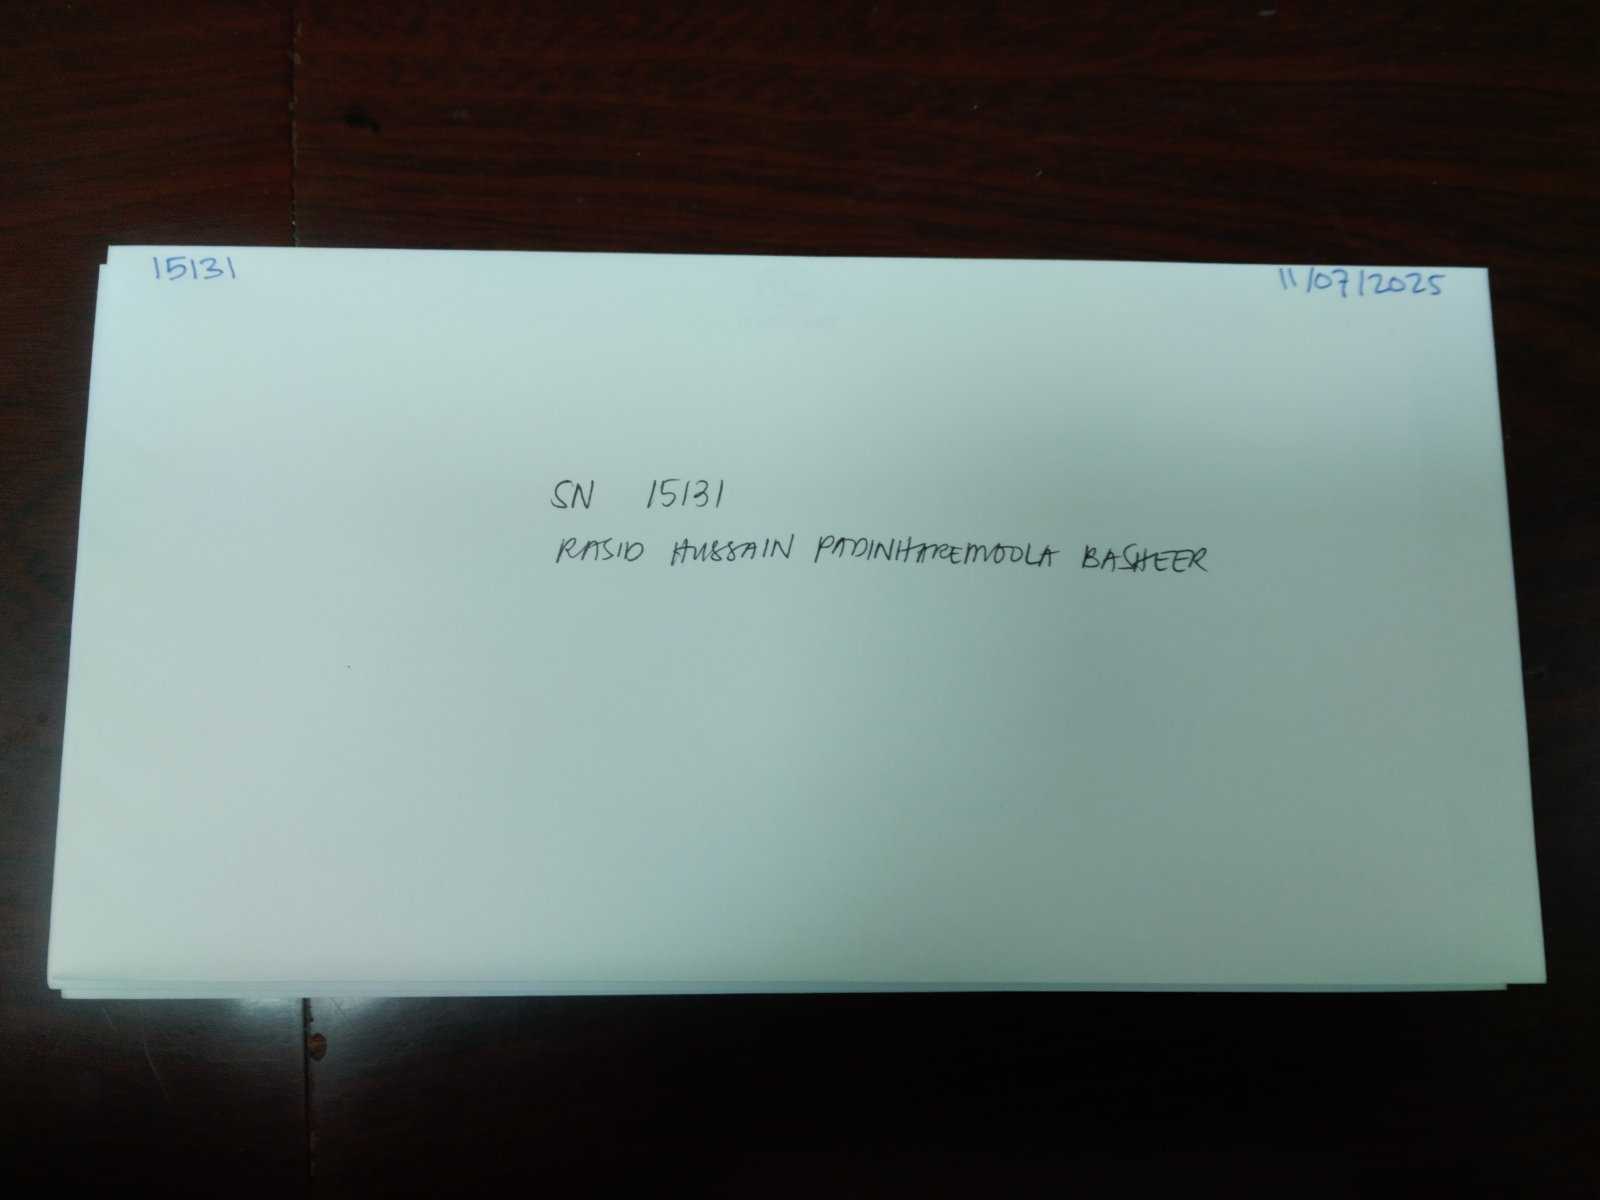 15131 11/07/2025
SN 15131
RASID HUSSAIN PADINHAREMOOLA BASHEER